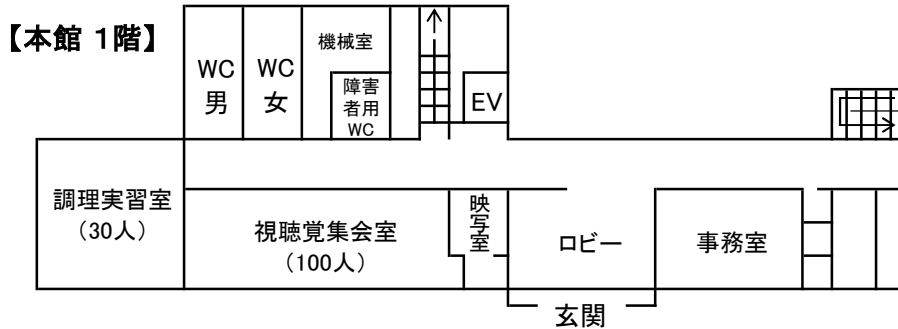 【本館 1階】
WC
男
WC
女
機械室
障害
者用
WC
EV
調理実習室
（30人）
視聴覚集会室
（100人）
映写室
ロビー
事務室
玄関